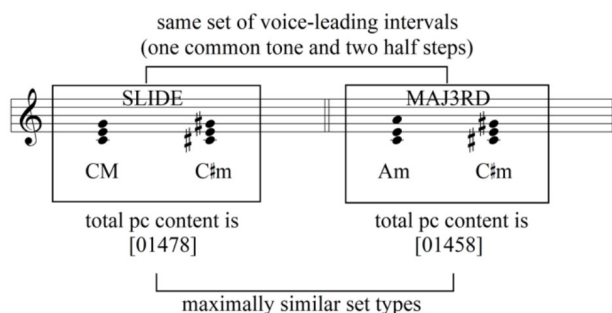 same set of voice-leading intervals
(one common tone and two half steps)
SLIDE MAJ3RD
CM C♯m Am C♯m
total pc content is total pc content is
[01478] [01458]
maximally similar set types